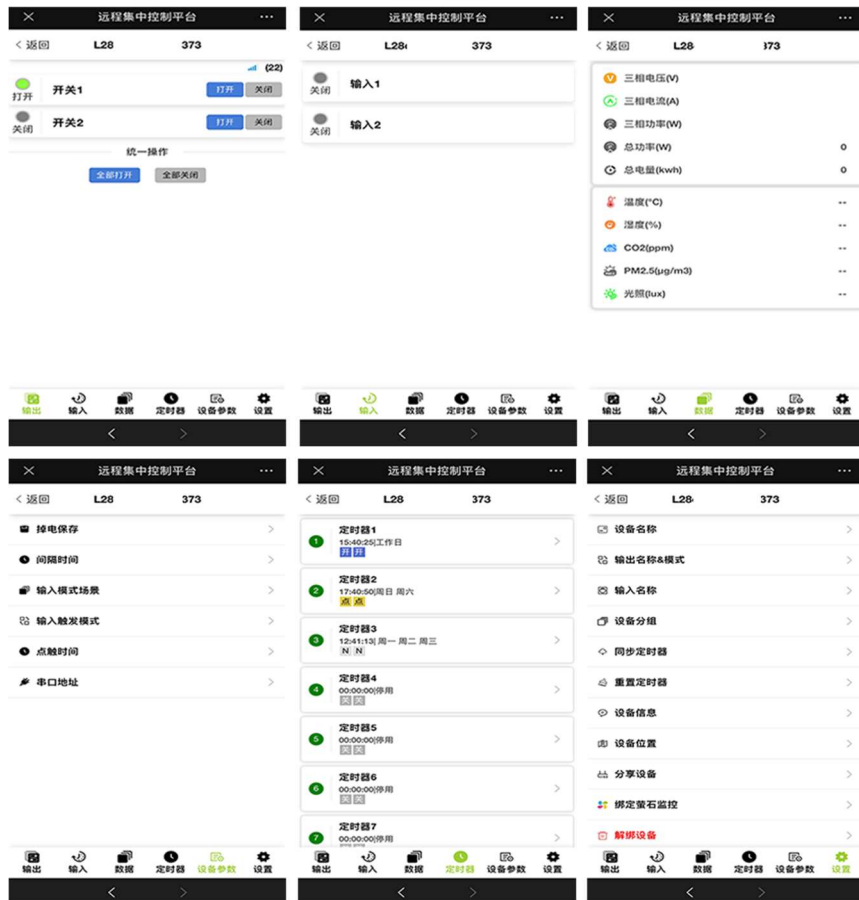 远程集中控制平台 ···
< 返回 L28 373
(22)
打开 开关1 打开 关闭
关闭 开关2 打开 关闭
统一操作
全部打开 全部关闭
输出 输入 数据 定时器 设备参数 设置
远程集中控制平台 ···
< 返回 L28 373
关闭 输入1
关闭 输入2
输出 输入 数据 定时器 设备参数 设置
远程集中控制平台 ···
< 返回 L28 373
三相电压(V)
三相电流(A)
三相功率(W)
总功率(W) 0
总电量(kwh) 0
温度(°C) --
湿度(%) --
CO2(ppm) --
PM2.5(μg/m3) --
光照(lux) --
输出 输入 数据 定时器 设备参数 设置
远程集中控制平台 ···
< 返回 L28 373
掉电保存
间隔时间
输入模式场景
输入触发模式
点触时间
串口地址
输出 输入 数据 定时器 设备参数 设置
远程集中控制平台 ···
< 返回 L28 373
定时器1
1 15:40:25|工作日
开 开
定时器2
2 17:40:50|周日 周六
点 点
定时器3
3 12:41:13| 周一 周二 周三
N N
定时器4
4 00:00:00|停用
关 关
定时器5
5 00:00:00|停用
关 关
定时器6
6 00:00:00|停用
关 关
定时器7
7 00:00:00|停用
输出 输入 数据 定时器 设备参数 设置
远程集中控制平台 ···
< 返回 L28 373
设备名称
输出名称&模式
输入名称
设备分组
同步定时器
重置定时器
设备信息
设备位置
分享设备
绑定萤石监控
解绑设备
输出 输入 数据 定时器 设备参数 设置